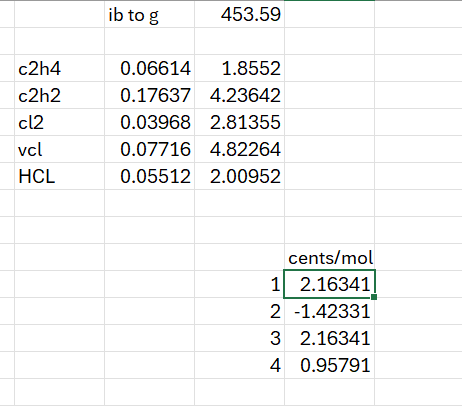 ib to g 453.59
c2h4 0.06614 1.8552
c2h2 0.17637 4.23642
cl2 0.03968 2.81355
vcl 0.07716 4.82264
HCL 0.05512 2.00952
cents/mol
1 2.16341
2 -1.42331
3 2.16341
4 0.95791